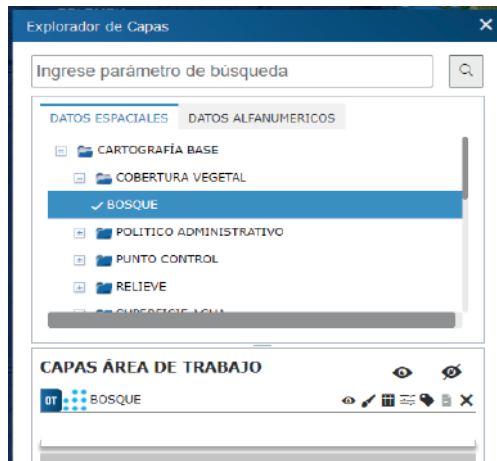 Explorador de Capas
Ingrese parámetro de búsqueda
DATOS ESPACIALES DATOS ALFANUMERICOS
CARTOGRAFÍA BASE
COBERTURA VEGETAL
BOSQUE
POLITICO ADMINISTRATIVO
PUNTO CONTROL
RELIEVE
CAPAS ÁREA DE TRABAJO
OT BOSQUE